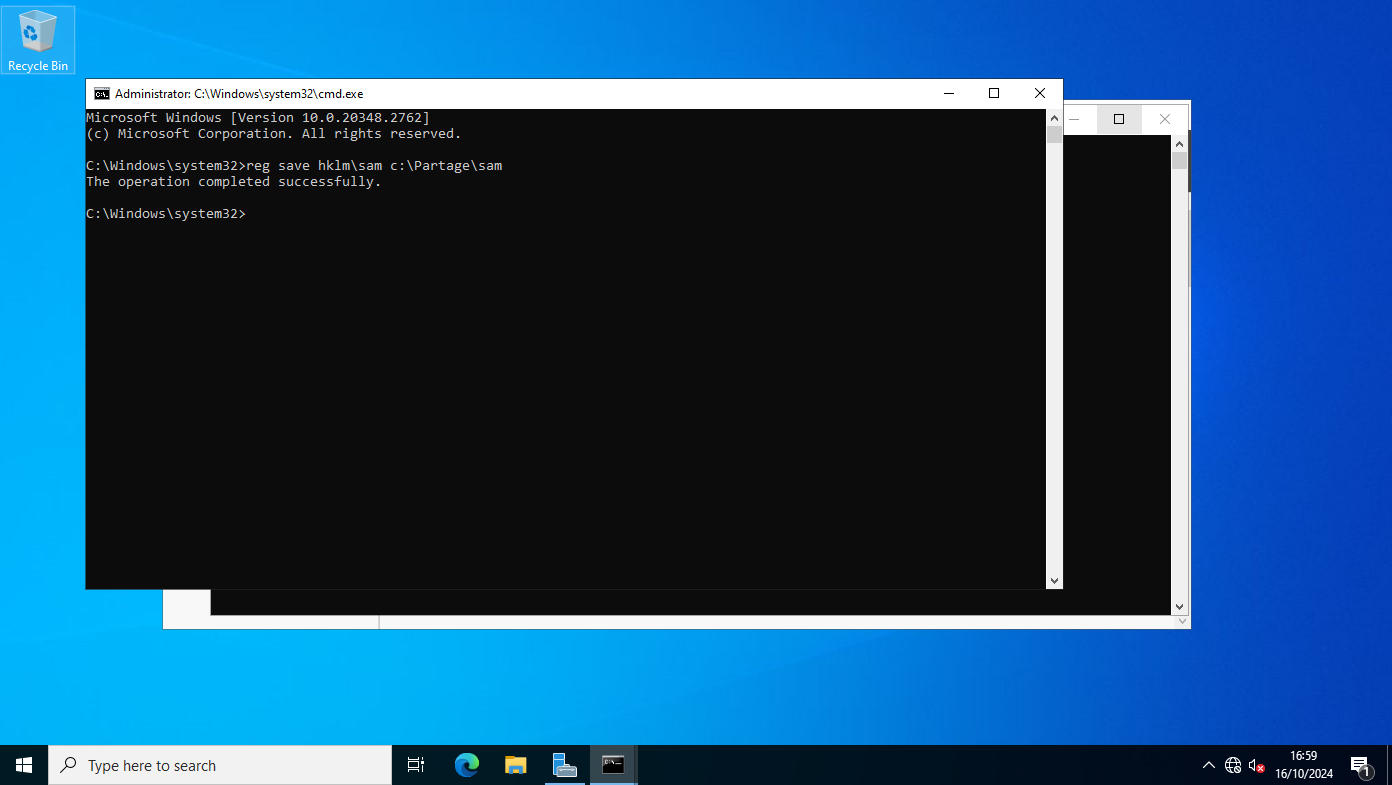 Recycle Bin
Administrator: C:\Windows\system32\cmd.exe
Microsoft Windows [Version 10.0.20348.2762]
(c) Microsoft Corporation. All rights reserved.
C:\Windows\system32>reg save hklm\sam c:\Partage\sam
The operation completed successfully.
C:\Windows\system32>
Type here to search
16:59
16/10/2024
1